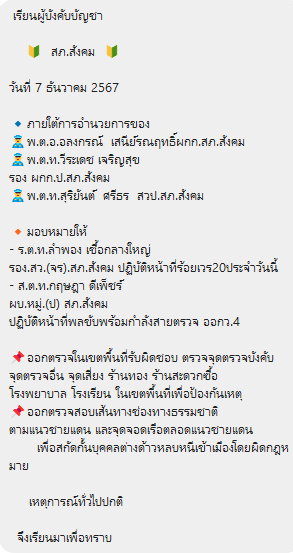 เรียนผู้บังคับบัญชา
🔰 สภ.สังคม 🔰
วันที่ 7 ธันวาคม 2567
🔹ภายใต้การอำนวยการของ
👮พ.ต.อ.อลงกรณ์ เสนีย์รณฤทธิ์ผกก.สภ.สังคม
👮พ.ต.ท.วีระเดช เจริญสุข
รอง ผกก.ป.สภ.สังคม
👮พ.ต.ท.สุริยันต์ ศรีธร สวป.สภ.สังคม
🔸มอบหมายให้
- ร.ต.ท.ลำพอง เชื้อกลางใหญ่
รอง.สว.(จร).สภ.สังคม ปฏิบัติหน้าที่ร้อยเวร20ประจำวันนี้
- ส.ต.ท.กฤษฎา ดีเพ็ชร์
ผบ.หมู่.(ป) สภ.สังคม
ปฏิบัติหน้าที่พลขับพร้อมกำลังสายตรวจ ออกว.4
📌ออกตรวจในเขตพื้นที่รับผิดชอบ ตรวจจุดตรวจบังคับ
จุดตรวจอื่น จุดเสี่ยง ร้านทอง ร้านสะดวกซื้อ
โรงพยาบาล โรงเรียน ในเขตพื้นที่เพื่อป้องกันเหตุ
📌ออกตรวจสอบเส้นทางช่องทางธรรมชาติ
ตามแนวชายแดน และจุดจอดเรือตลอดแนวชายแดน
เพื่อสกัดกั้นบุคคลต่างด้าวหลบหนีเข้าเมืองโดยผิดกฎห
มาย
เหตุการณ์ทั่วไปปกติ
จึงเรียนมาเพื่อทราบ